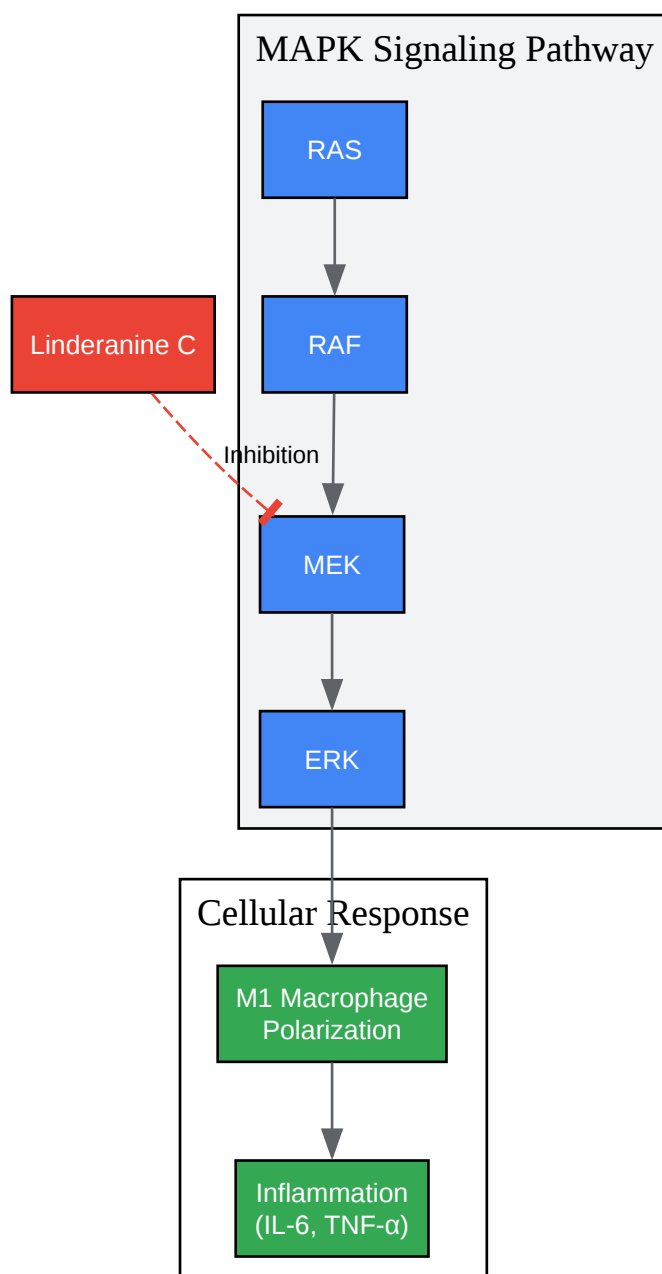 MAPK Signaling Pathway
RAS
Linderanine C
RAF
Inhibition
MEK
ERK
Cellular Response
M1 Macrophage
Polarization
Inflammation
(IL-6, TNF-α)